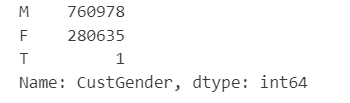 M    760978
F    280635
T         1
Name: CustGender, dtype: int64